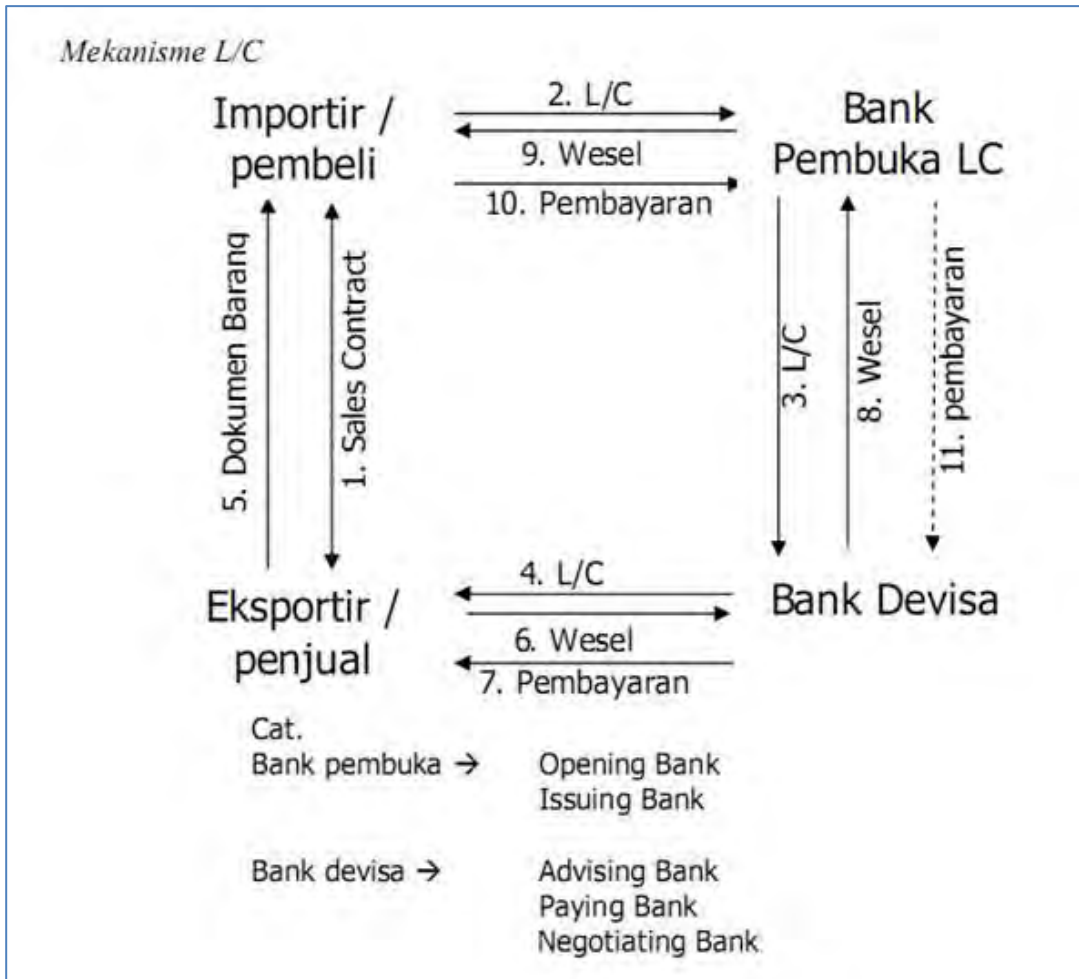 Mekanisme L/C
Importir /
pembeli
2. L/C
9. Wesel
10. Pembayaran
Bank
Pembuka LC
5. Dokumen Barang
1. Sales Contract
3. L/C
8. Wesel
11. pembayaran
Eksportir /
penjual
4. L/C
6. Wesel
7. Pembayaran
Bank Devisa
Cat.
Bank pembuka → Opening Bank
Issuing Bank
Bank devisa → Advising Bank
Paying Bank
Negotiating Bank